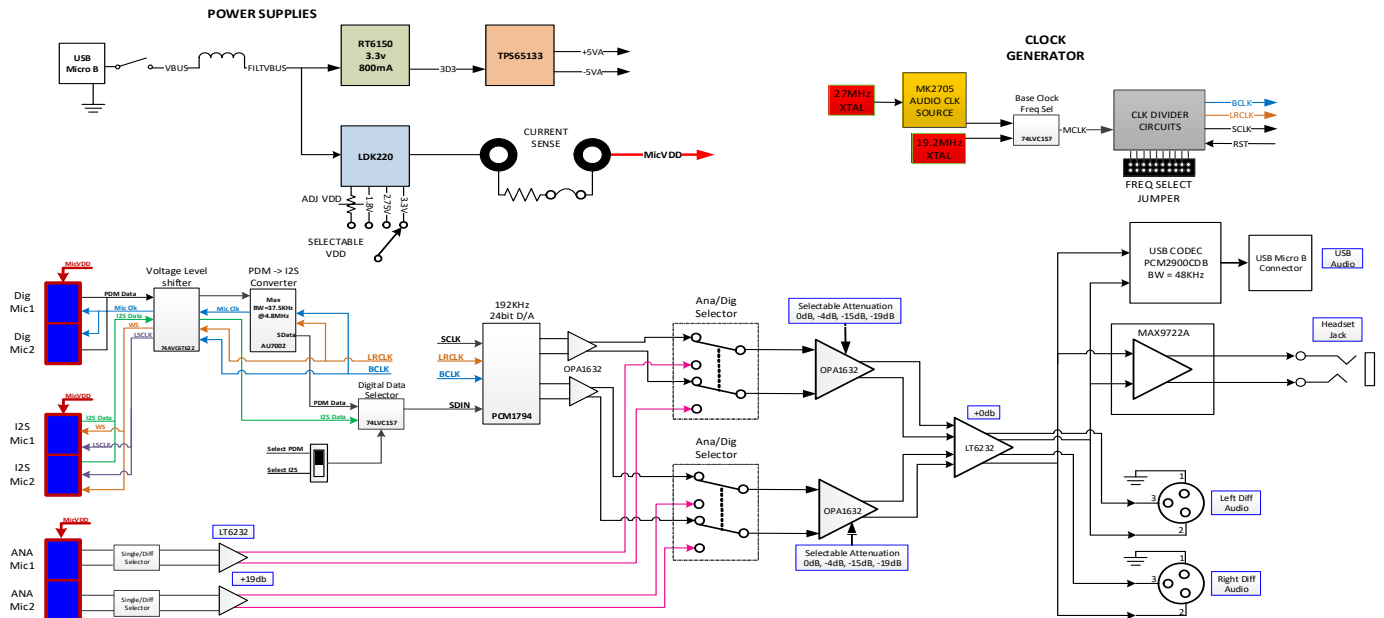 POWER SUPPLIES
USB
Micro B
VBUS
FILTVBUS
RT6150
3.3v
800mA
3D3
TPS65133
+5VA
-5VA
LDK220
CURRENT
SENSE
MicVDD
ADJ VDD
1.8V
2.75V
3.3V
SELECTABLE
VDD
CLOCK
GENERATOR
27MHz
XTAL
MK2705
AUDIO CLK
SOURCE
19.2MHz
XTAL
Base Clock
Freq Sel
74LVC157
MCLK
CLK DIVIDER
CIRCUITS
BCLK
LRCLK
SCLK
RST
FREQ SELECT
JUMPER
MicVDD
Dig
Mic1
Dig
Mic2
PDM Data
Mic Clk
I2S Data
WS
LSCLK
Voltage Level
shifter
74AVC6T622
PDM -> I2S
Converter
Mic Clk
Max
BW=37.5KHz
@4.8MHz
SData
AU7002
LRCLK
BCLK
Digital Data
Selector
PDM Data
I2S Data
74LVC157
SDIN
Select PDM
Select I2S
MicVDD
I2S
Mic1
I2S
Mic2
I2S Data
WS
LSCLK
MicVDD
ANA
Mic1
ANA
Mic2
Single/Diff
Selector
Single/Diff
Selector
LT6232
+19db
192KHz
24bit D/A
SCLK
LRCLK
BCLK
PCM1794
OPA1632
Ana/Dig
Selector
Ana/Dig
Selector
Selectable Attenuation
0dB, -4dB, -15dB, -19dB
OPA1632
OPA1632
Selectable Attenuation
0dB, -4dB, -15dB, -19dB
+0db
LT6232
USB CODEC
PCM2900CDB
BW = 48KHz
USB Micro B
Connector
USB
Audio
MAX9722A
Headset
Jack
1
3
2
Left Diff
Audio
1
3
2
Right Diff
Audio